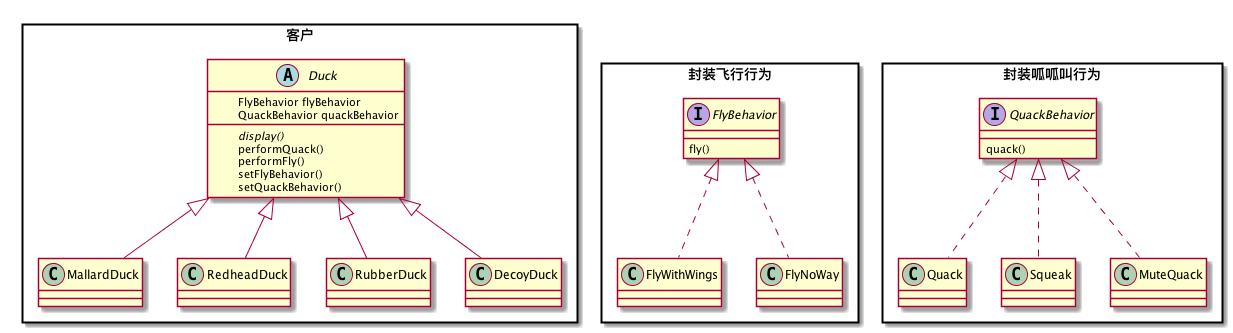 客户
A Duck
FlyBehavior flyBehavior
QuackBehavior quackBehavior
display()
performQuack()
performFly()
setFlyBehavior()
setQuackBehavior()
C MallardDuck
C RedheadDuck
C RubberDuck
C DecoyDuck
封装飞行行为
I FlyBehavior
fly()
C FlyWithWings
C FlyNoWay
封装呱呱叫行为
I QuackBehavior
quack()
C Quack
C Squeak
C MuteQuack